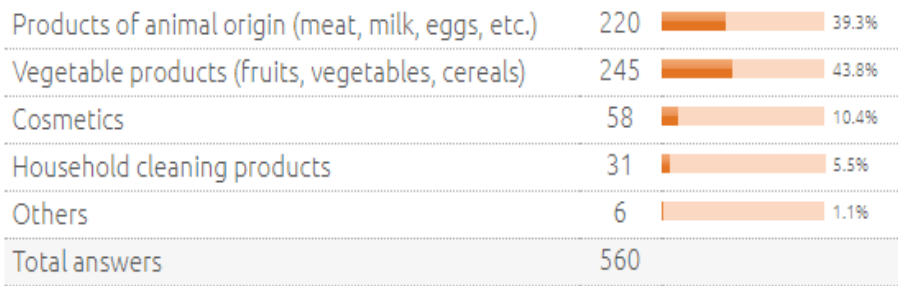 Products of animal origin (meat, milk, eggs, etc.) 220 39.3%
Vegetable products (fruits, vegetables, cereals) 245 43.8%
Cosmetics 58 10.4%
Household cleaning products 31 5.5%
Others 6 1.1%
Total answers 560